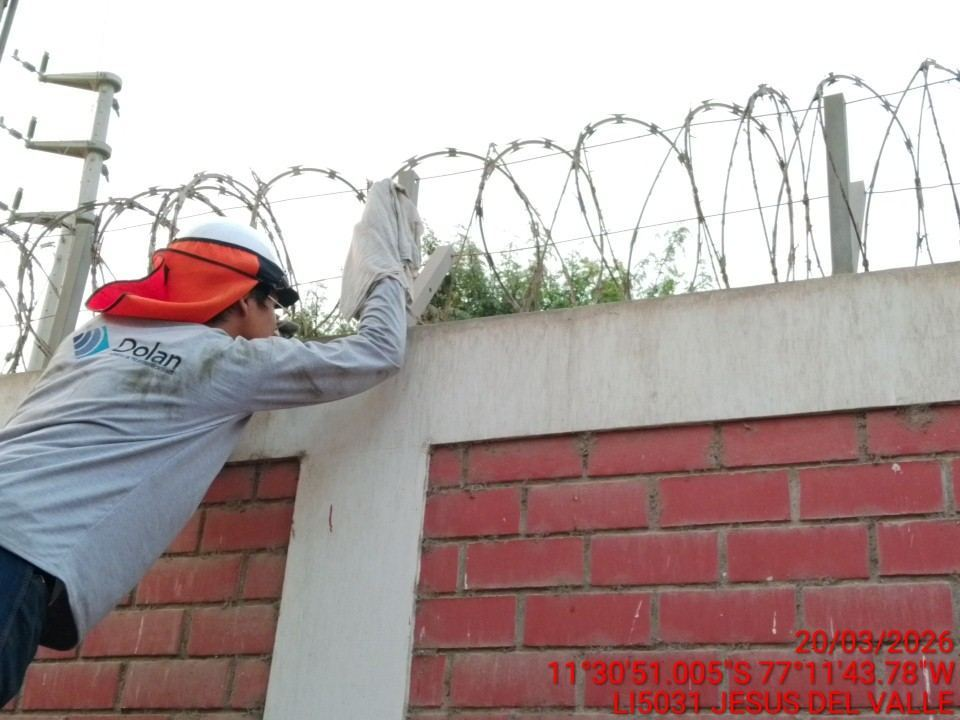 Dolan
20/03/2026
11°30'51.005"S 77°11'43.78"W
LI5031 JESUS DEL VALLE